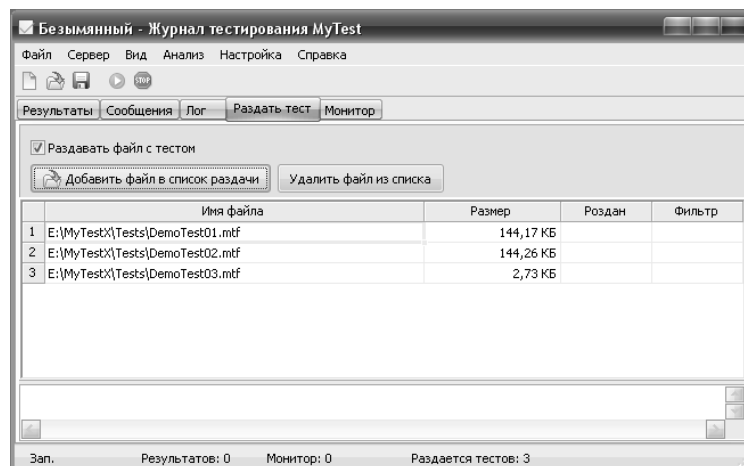 Безымянный - Журнал тестирования MyTest
Файл Сервер Вид Анализ Настройка Справка
STOP
Результаты Сообщения Лог Раздать тест Монитор
Раздавать файл с тестом
Добавить файл в список раздачи Удалить файл из списка
Имя файла Размер Роздан Фильтр
1 E:\MyTestX\Tests\DemoTest01.mtf 144,17 КБ
2 E:\MyTestX\Tests\DemoTest02.mtf 144,26 КБ
3 E:\MyTestX\Tests\DemoTest03.mtf 2,73 КБ
Зап. Результатов: 0 Монитор: 0 Раздается тестов: 3